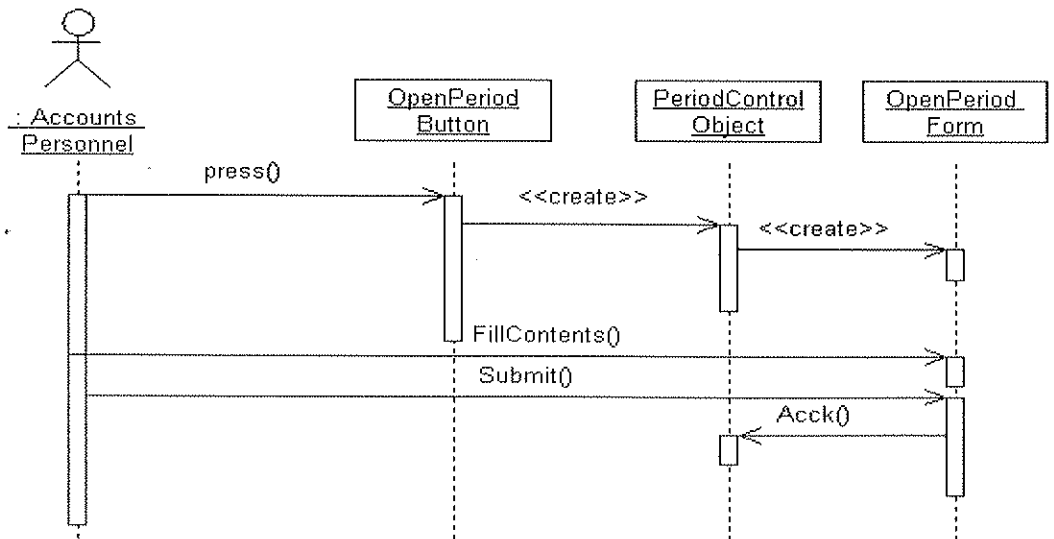 : Accounts
Personnel
OpenPeriod
Button
PeriodControl
Object
OpenPeriod
Form
press()
<<create>>
<<create>>
FillContents()
Submit()
Acck()